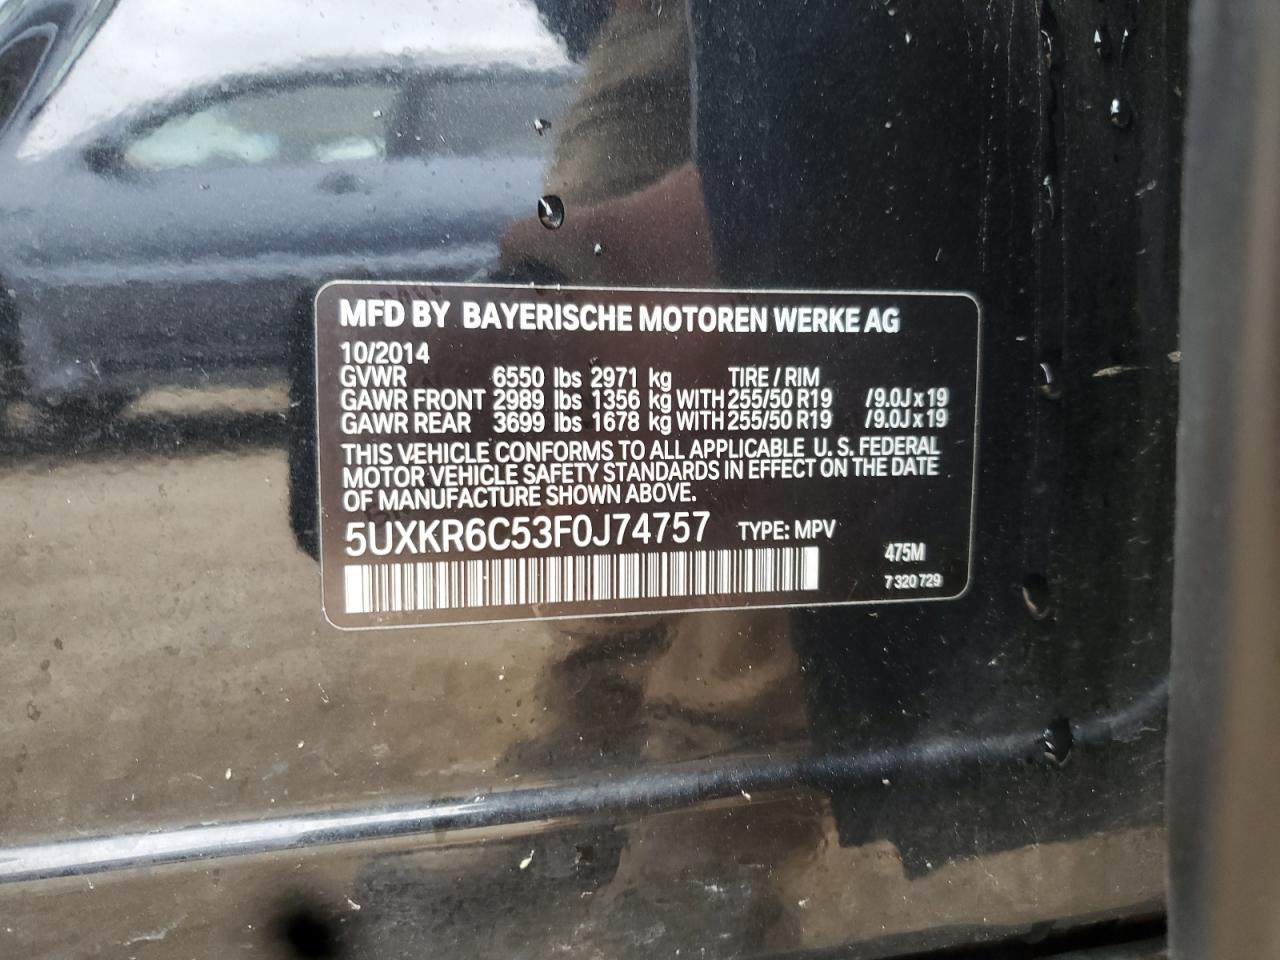 MFD BY BAYERISCHE MOTOREN WERKE AG
10/2014
GVWR 6550 lbs 2971 kg TIRE / RIM
GAWR FRONT 2989 lbs 1356 kg WITH 255/50 R19 /9.0J x 19
GAWR REAR 3699 lbs 1678 kg WITH 255/50 R19 /9.0J x 19
THIS VEHICLE CONFORMS TO ALL APPLICABLE U. S. FEDERAL
MOTOR VEHICLE SAFETY STANDARDS IN EFFECT ON THE DATE
OF MANUFACTURE SHOWN ABOVE.
5UXKR6C53F0J74757 TYPE: MPV
475M
7 320 729